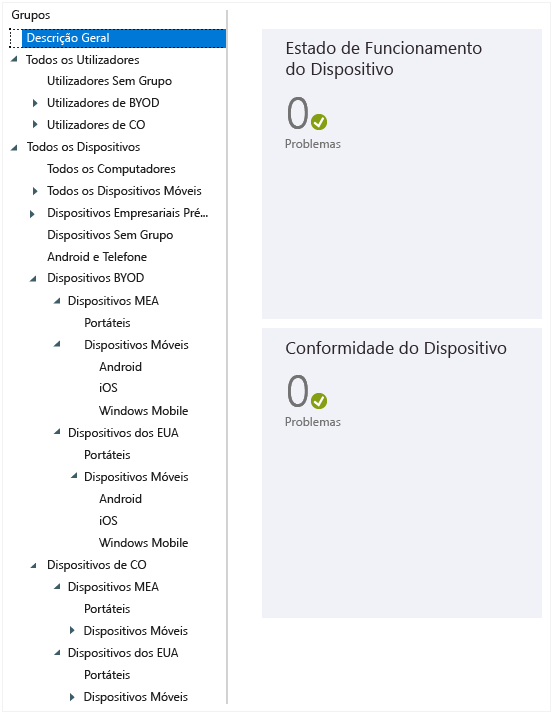 Grupos
Descrição Geral
Todos os Utilizadores
Utilizadores Sem Grupo
Utilizadores de BYOD
Utilizadores de CO
Todos os Dispositivos
Todos os Computadores
Todos os Dispositivos Móveis
Dispositivos Empresariais Pré...
Dispositivos Sem Grupo
Android e Telefone
Dispositivos BYOD
Dispositivos MEA
Portáteis
Dispositivos Móveis
Android
iOS
Windows Mobile
Dispositivos dos EUA
Portáteis
Dispositivos Móveis
Android
iOS
Windows Mobile
Dispositivos de CO
Dispositivos MEA
Portáteis
Dispositivos Móveis
Dispositivos dos EUA
Portáteis
Dispositivos Móveis
Estado de Funcionamento
do Dispositivo
0
Problemas
Conformidade do Dispositivo
0
Problemas